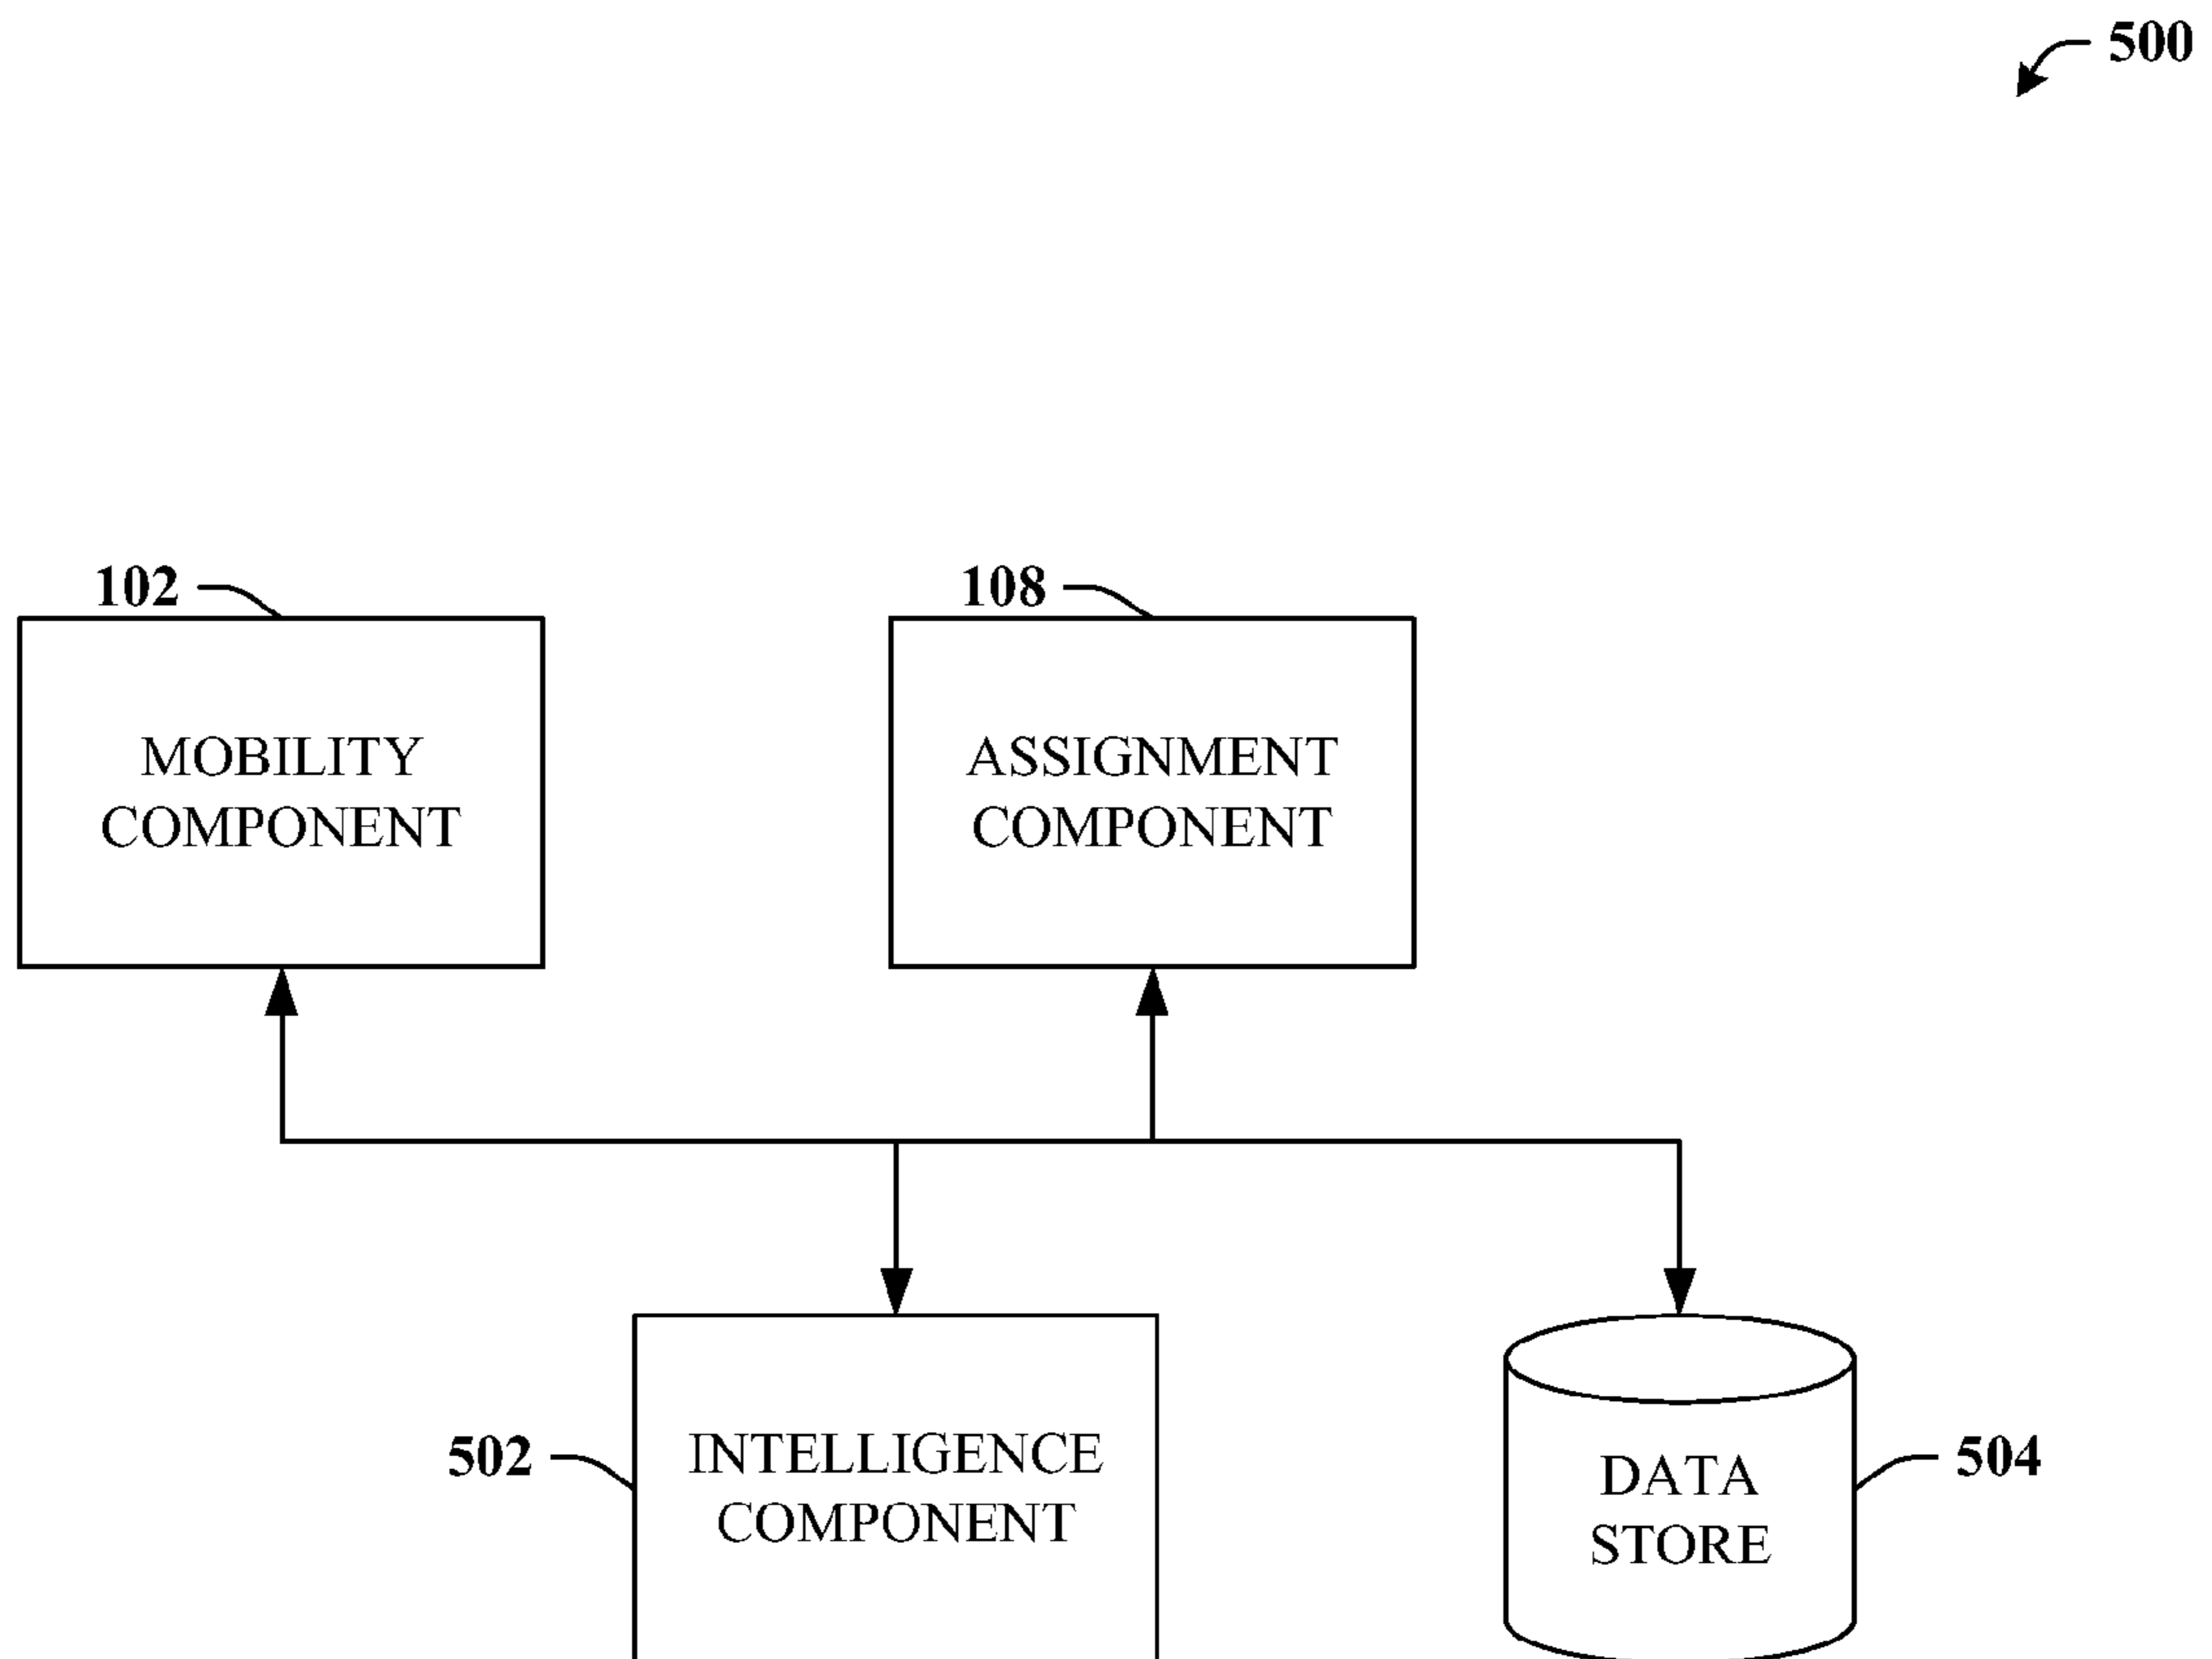 500
102
108
MOBILITY
COMPONENT
ASSIGNMENT
COMPONENT
502
INTELLIGENCE
COMPONENT
DATA
STORE
504